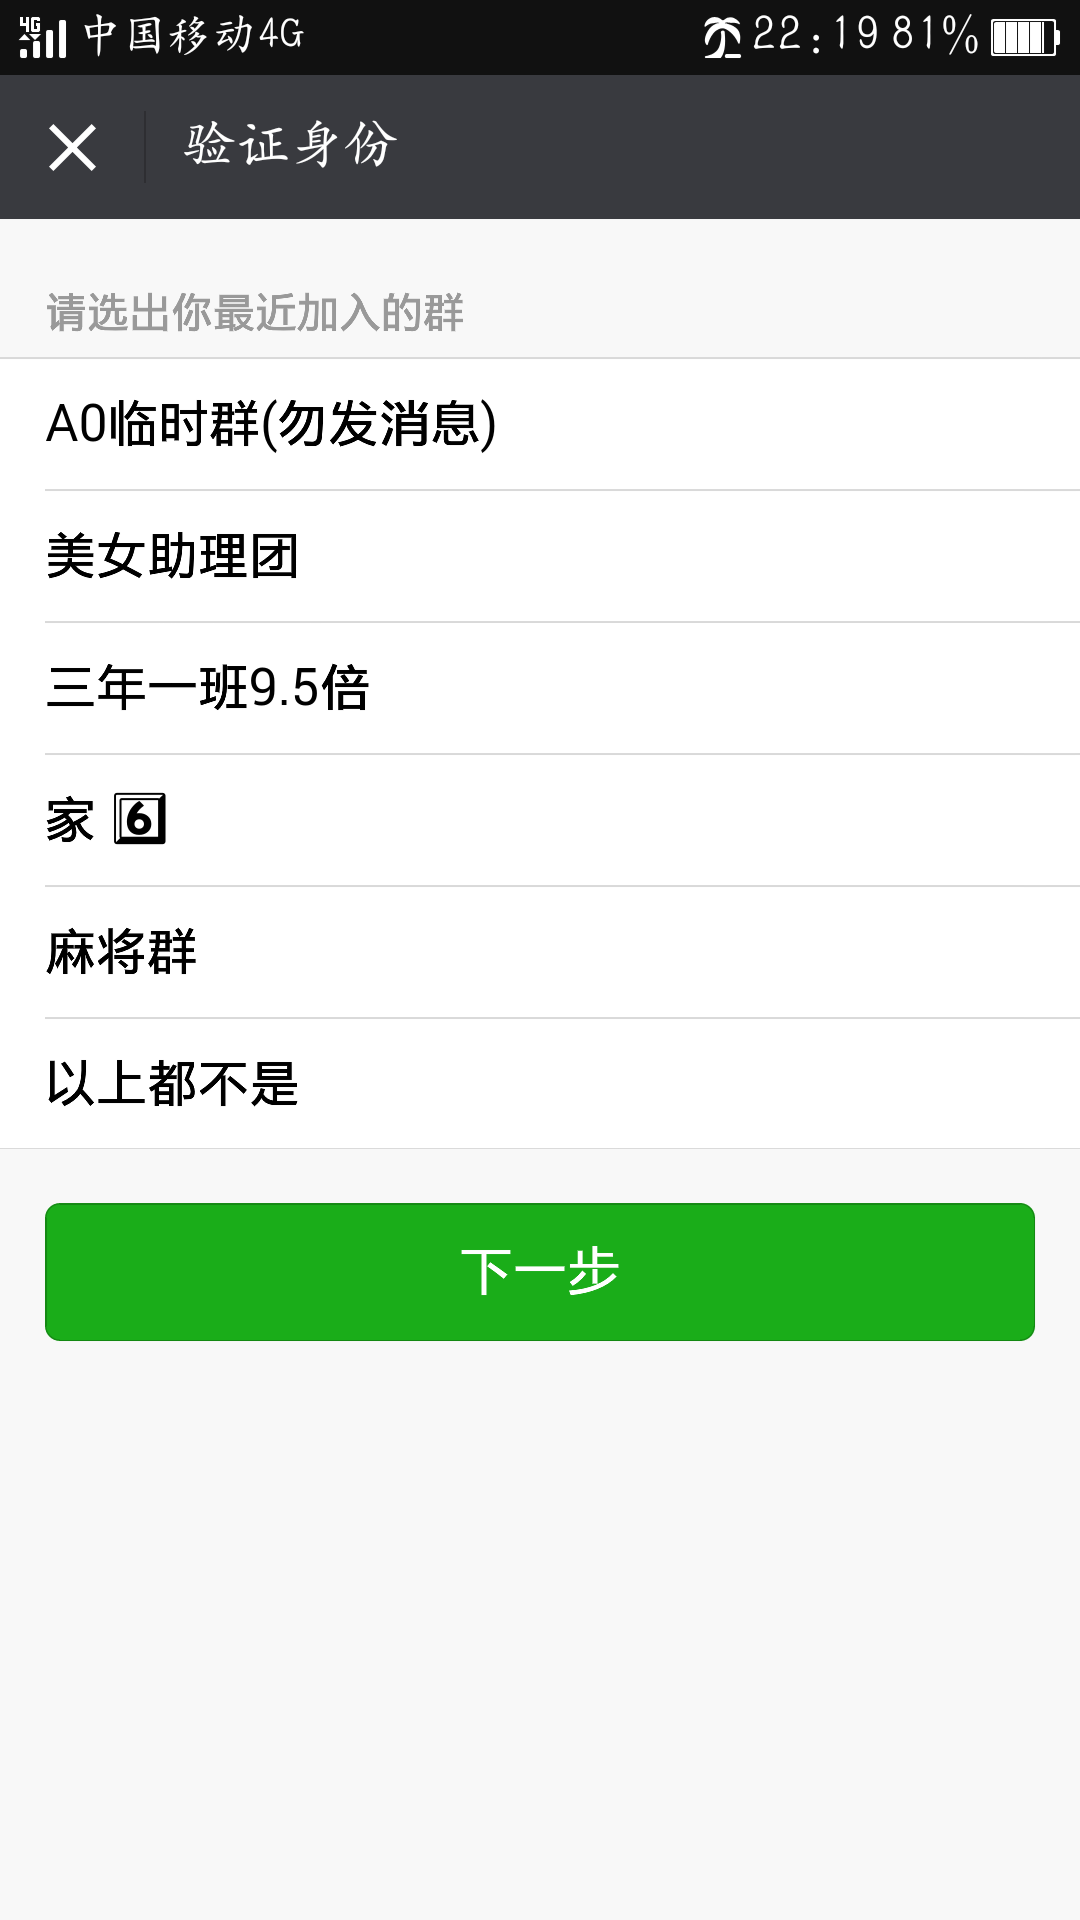 4G 中国移动4G 22:19 81%
验证身份
请选出你最近加入的群
A0临时群(勿发消息)
美女助理团
三年一班9.5倍
家 6️⃣
麻将群
以上都不是
下一步